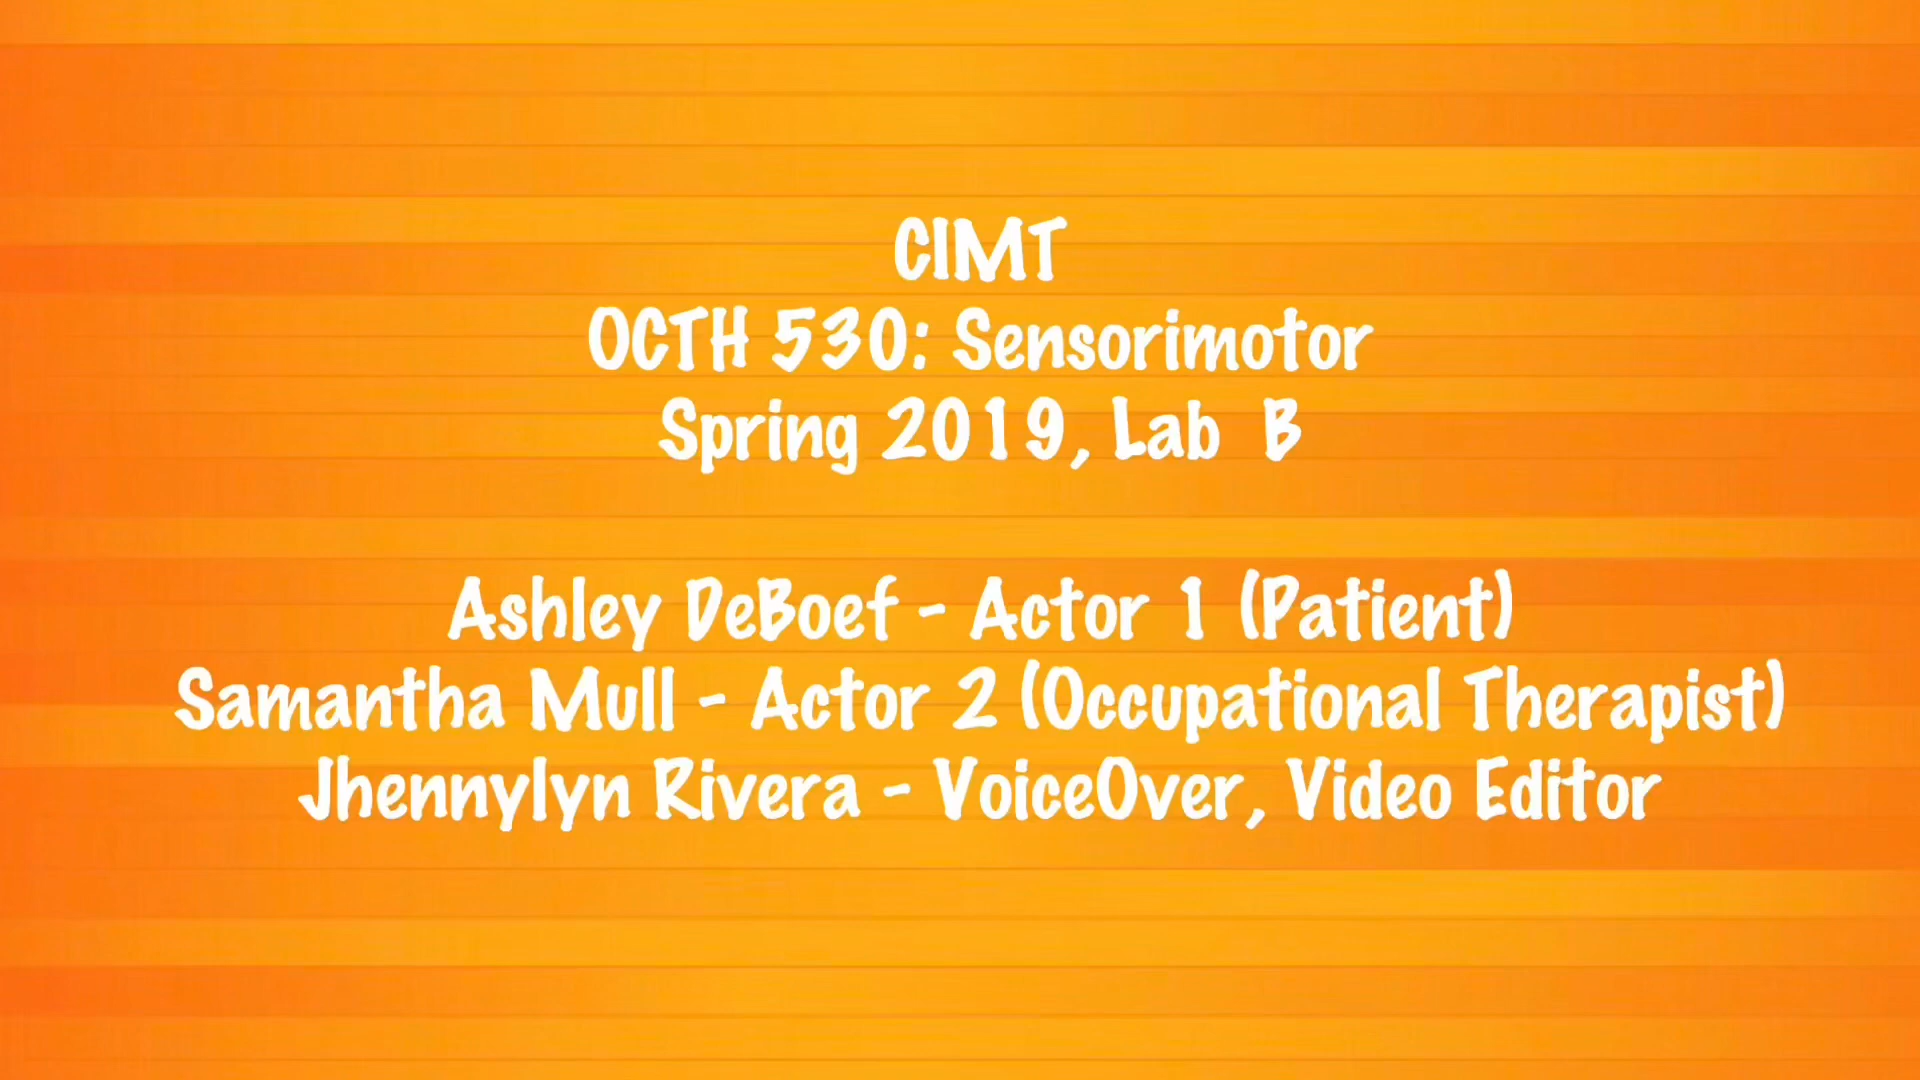 CIMT
OCTH 530: Sensorimotor
Spring 2019, Lab B
Ashley DeBoef - Actor 1 (Patient)
Samantha Mull - Actor 2 (Occupational Therapist)
Jhennylyn Rivera - VoiceOver, Video Editor